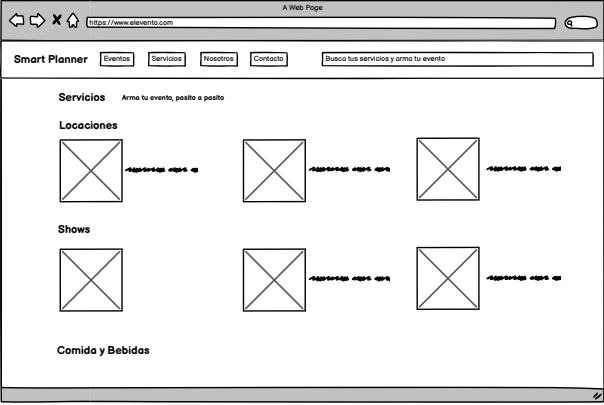 A Web Page
https://www.elevento.com
Smart Planner Eventos Servicios Nosotros Contacto Busca tus servicios y arma tu evento
Servicios Arma tu evento, pasito a pasito
Locaciones
Shows
Comida y Bebidas